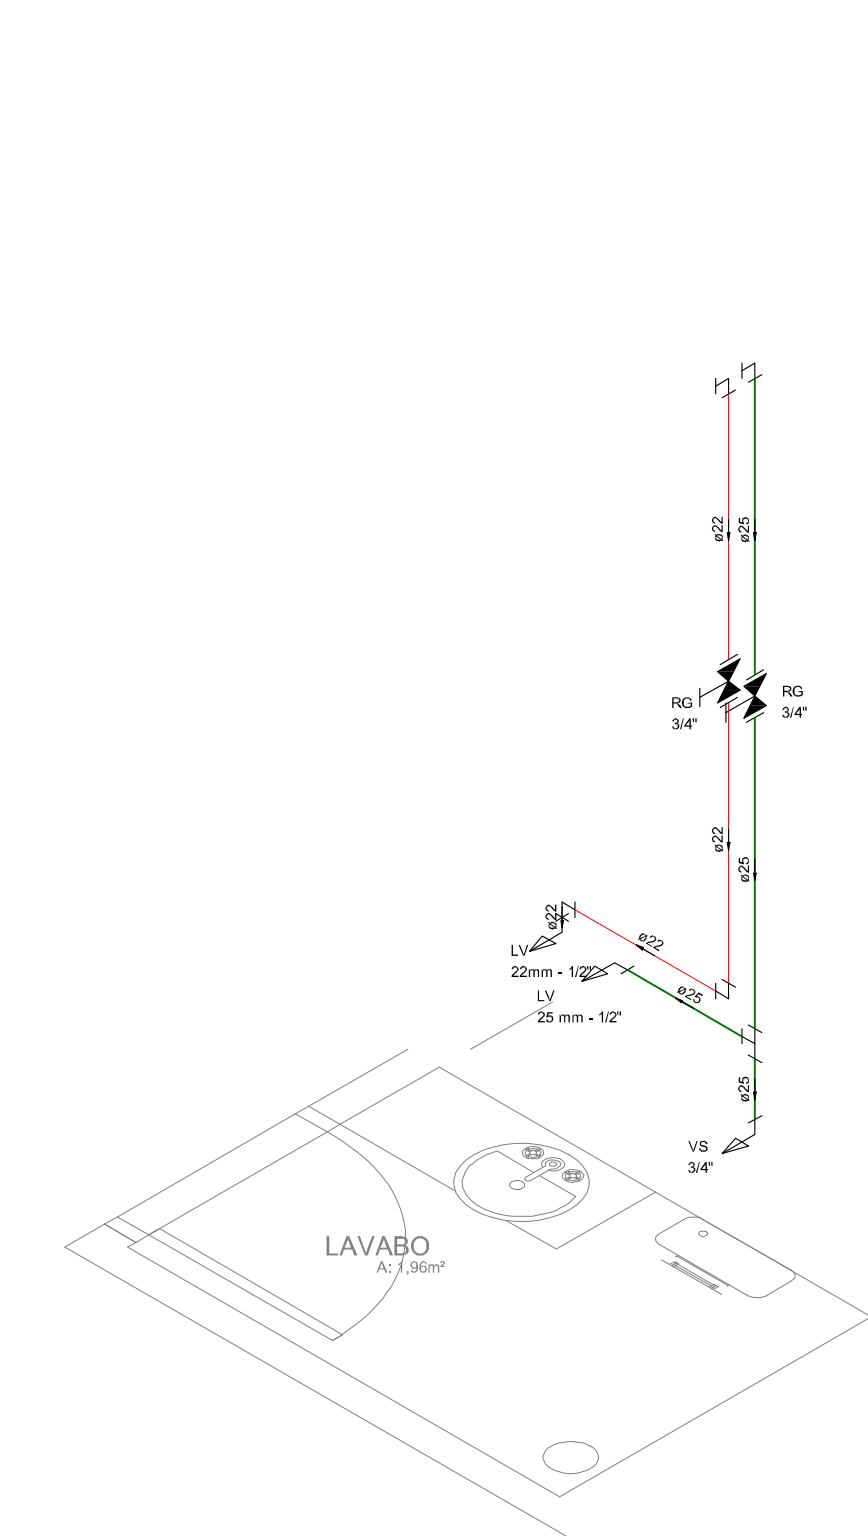 ø22
ø25
RG
3/4"
RG
3/4"
ø22
ø25
ø22
ø22
LV
22mm - 1/2"
ø25
LV
25 mm - 1/2"
ø25
VS
3/4"
LAVABO
A: 1,96m²